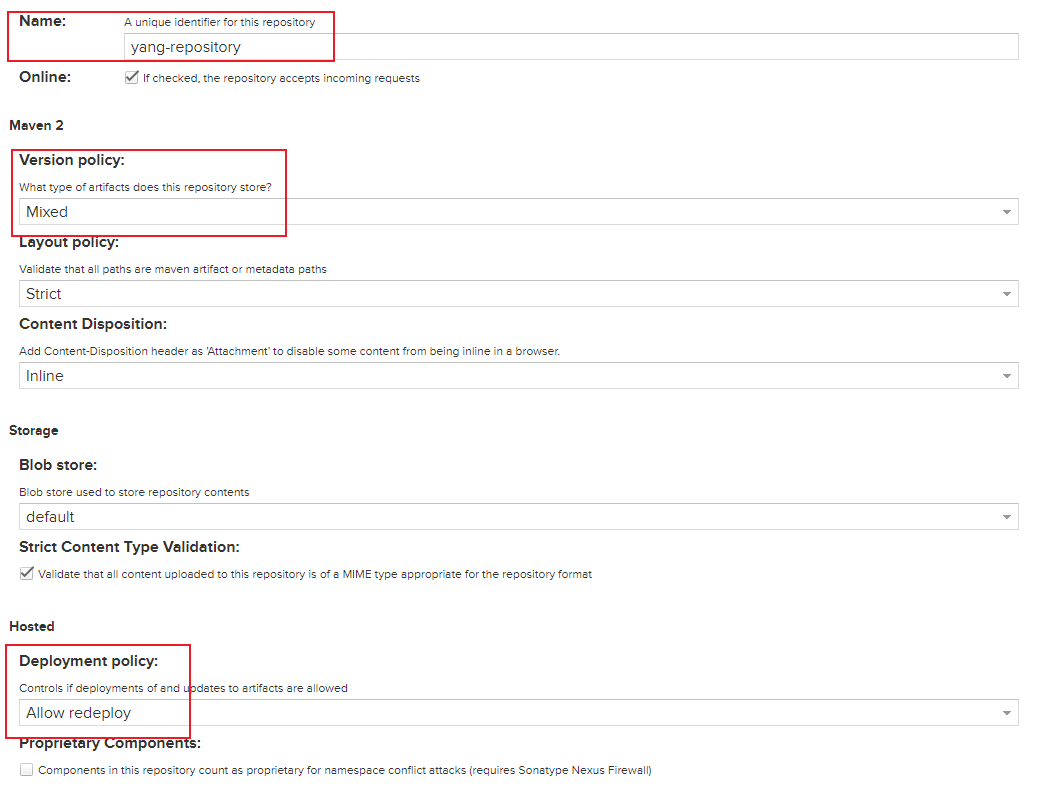 Name: A unique identifier for this repository
yang-repository
Online: If checked, the repository accepts incoming requests
Maven 2
Version policy:
What type of artifacts does this repository store?
Mixed
Layout policy:
Validate that all paths are maven artifact or metadata paths
Strict
Content Disposition:
Add Content-Disposition header as 'Attachment' to disable some content from being inline in a browser.
Inline
Storage
Blob store:
Blob store used to store repository contents
default
Strict Content Type Validation:
Validate that all content uploaded to this repository is of a MIME type appropriate for the repository format
Hosted
Deployment policy:
Controls if deployments of and updates to artifacts are allowed
Allow redeploy
Proprietary Components:
Components in this repository count as proprietary for namespace conflict attacks (requires Sonatype Nexus Firewall)